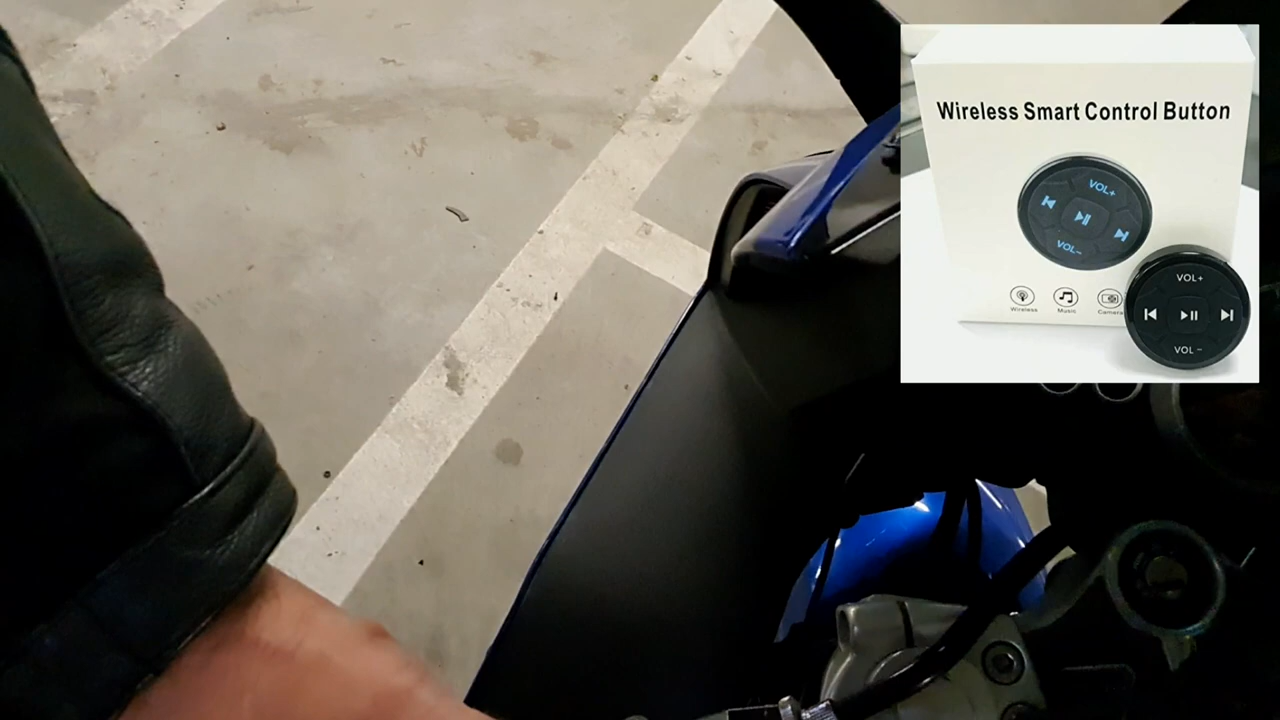 Wireless Smart Control Button
VOL+
VOL-
Wireless
Music
Camera
VOL+
VOL-